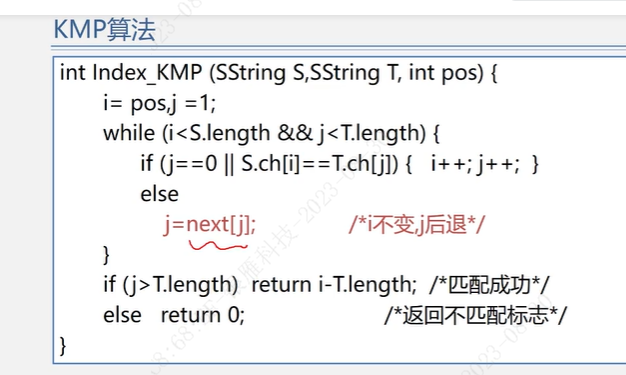 KMP算法
int Index_KMP (SString S,SString T, int pos) {
i= pos,j =1;
while (i<S.length && j<T.length) {
if (j==0 || S.ch[i]==T.ch[j]) { i++; j++; }
else
j=next[j]; /*i不变,j后退*/
}
if (j>T.length) return i-T.length; /*匹配成功*/
else return 0; /*返回不匹配标志*/
}